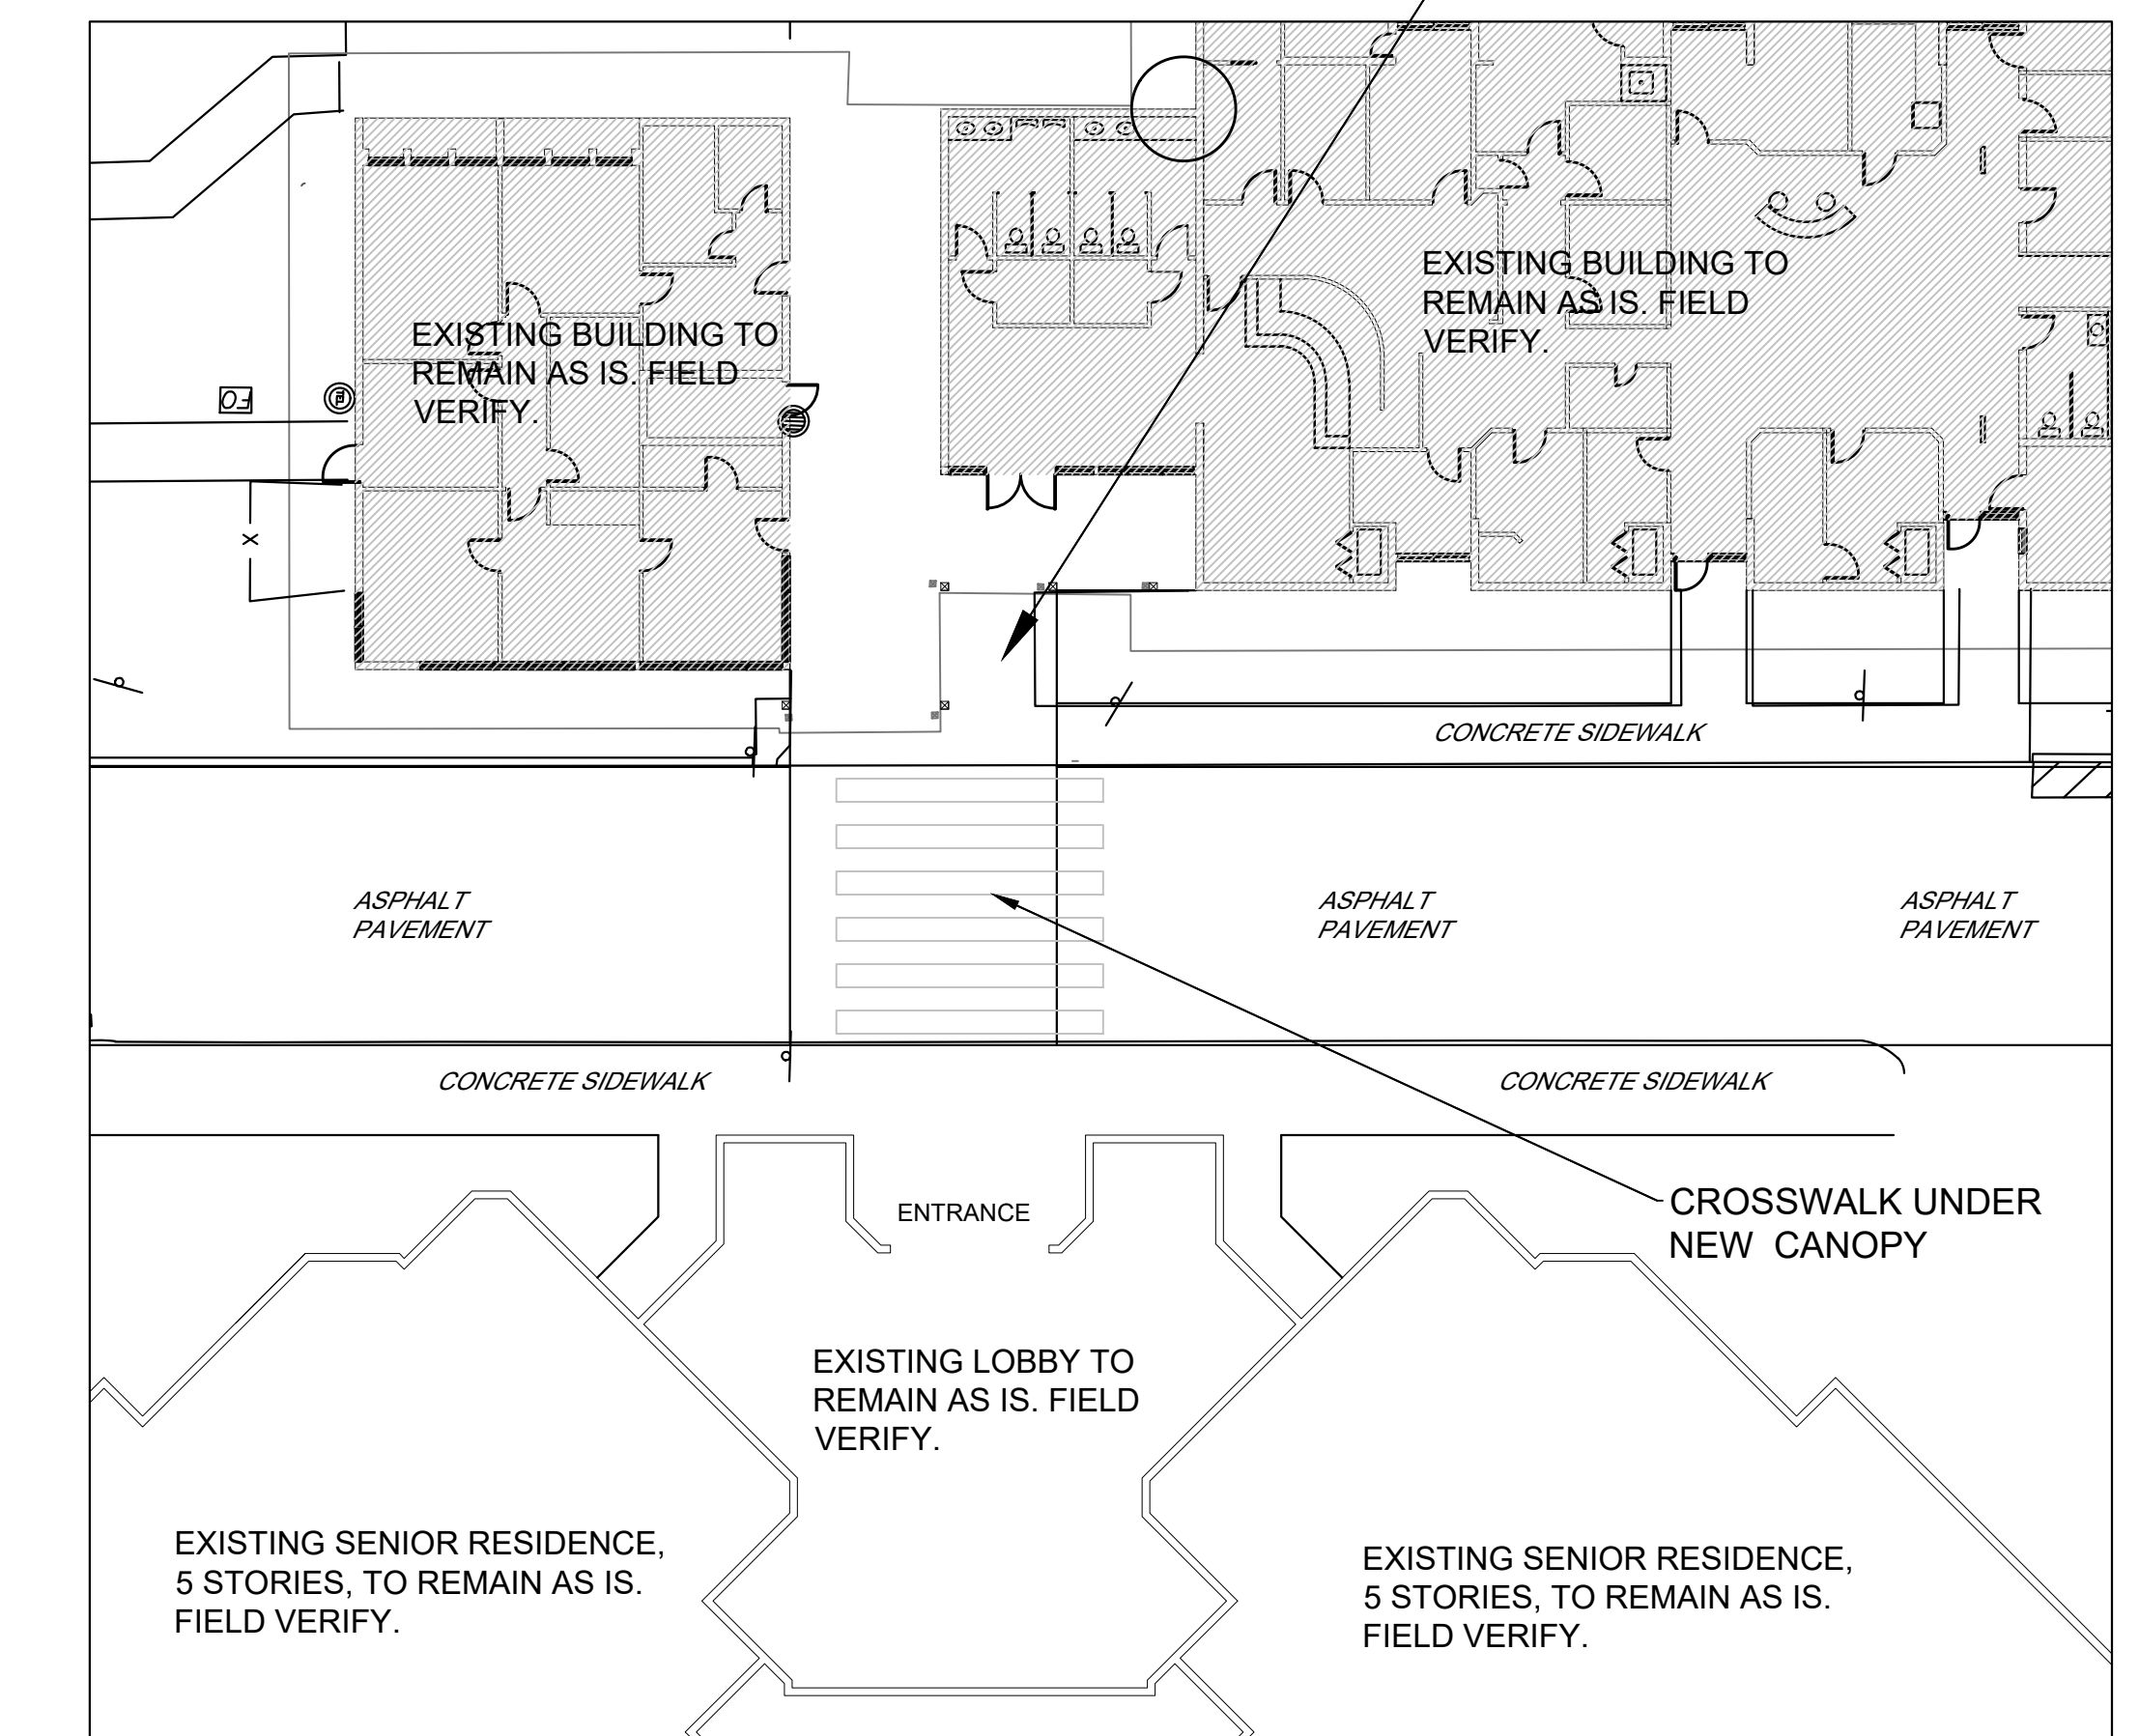 EXISTING BUILDING TO
REMAIN AS IS. FIELD
VERIFY.
EXISTING BUILDING TO
REMAIN AS IS. FIELD
VERIFY.
FO
TEL
X
CONCRETE SIDEWALK
ASPHALT
PAVEMENT
ASPHALT
PAVEMENT
ASPHALT
PAVEMENT
CONCRETE SIDEWALK
CONCRETE SIDEWALK
ENTRANCE
CROSSWALK UNDER
NEW CANOPY
EXISTING LOBBY TO
REMAIN AS IS. FIELD
VERIFY.
EXISTING SENIOR RESIDENCE,
5 STORIES, TO REMAIN AS IS.
FIELD VERIFY.
EXISTING SENIOR RESIDENCE,
5 STORIES, TO REMAIN AS IS.
FIELD VERIFY.